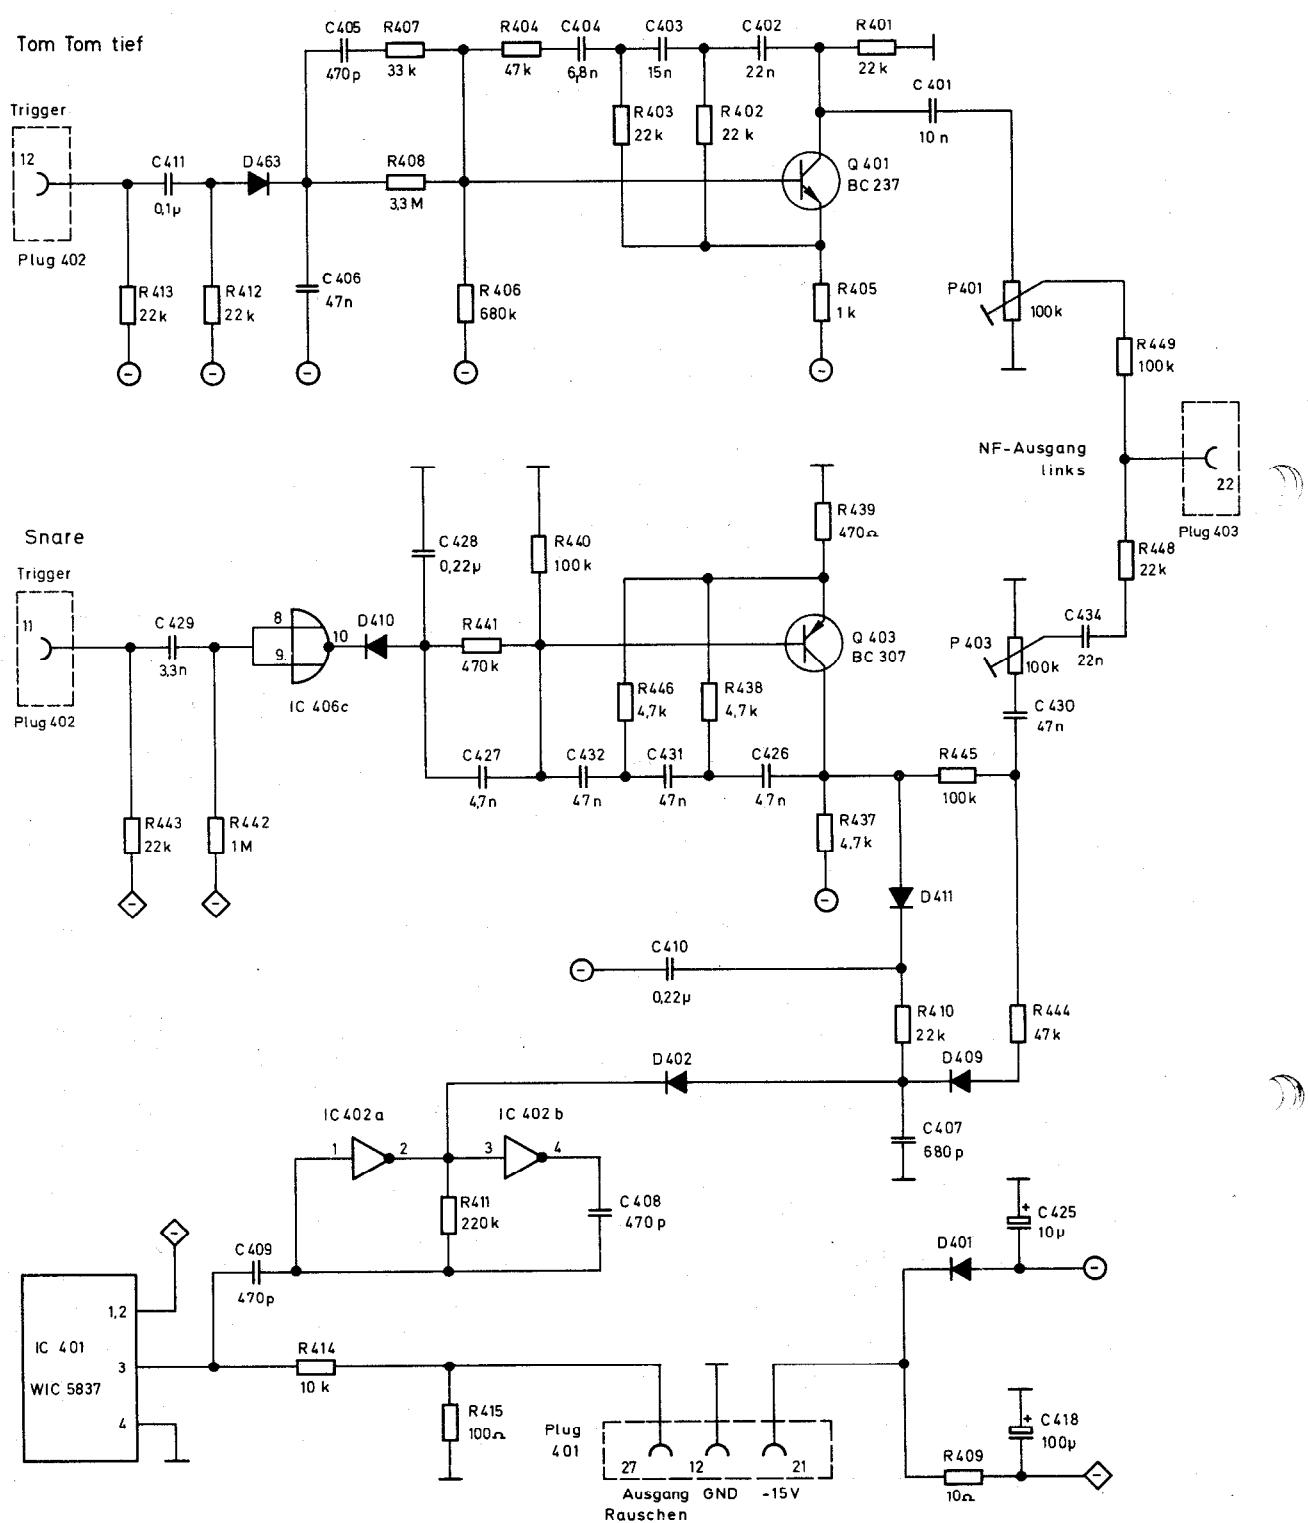 Tom Tom tief
C405
470p
R407
33k
R404
47k
C404
6,8n
C403
15n
C402
22n
R401
22k
C401
10n
Trigger
12
Plug 402
C411
0,1µ
D463
R408
3,3M
R403
22k
R402
22k
Q401
BC237
R413
22k
R412
22k
C406
47n
R406
680k
R405
1k
P401
100k
R449
100k
NF-Ausgang
links
22
Plug 403
Snare
Trigger
11
Plug 402
C429
3,3n
8
9
10
IC 406c
D410
C428
0,22µ
R441
470k
R440
100k
R439
470Ω
Q403
BC307
R448
22k
C434
22n
P403
100k
C430
47n
R446
4,7k
R438
4,7k
C427
4,7n
C432
47n
C431
47n
C426
47n
R445
100k
R443
22k
R442
1M
R437
4,7k
D411
C410
0,22µ
R410
22k
R444
47k
D402
D409
IC402a
1
2
IC 402b
3
4
C407
680p
R411
220k
C408
470p
C409
470p
C425
+
10µ
D401
IC 401
WIC 5837
1,2
3
4
R414
10k
R415
100Ω
Plug
401
27
12
21
Ausgang
Rauschen
GND
-15V
C418
+
100µ
R409
10Ω